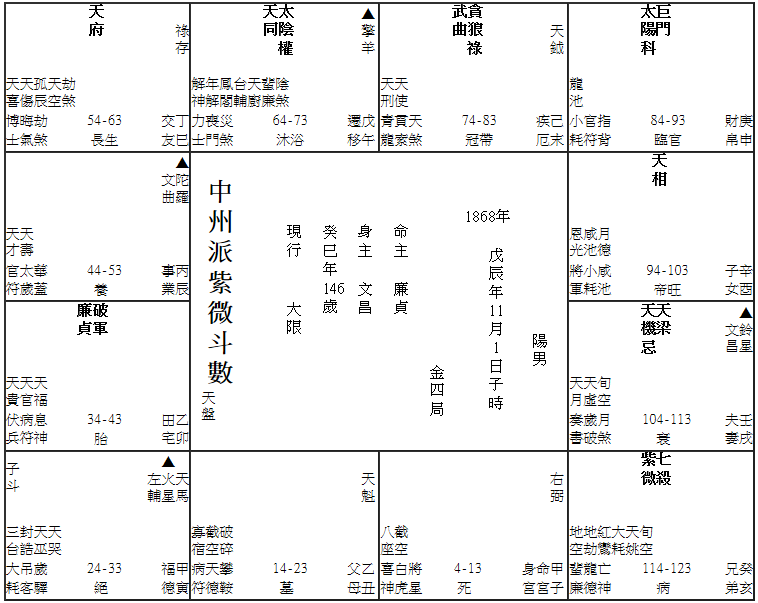 天府
祿存
天喜 天傷 孤辰 天空 劫煞
博士 晦氣 劫煞 54-63 長生 交友 丁巳
天同 太陰權
▲擎羊
解神 年解 鳳閣 台輔 天廚 蜚廉 陰煞
力士 喪門 災煞 64-73 沐浴 遷移 戊午
武曲 貪狼祿
天鉞
天刑 天使
青龍 貫索 天煞 74-83 冠帶 疾厄 己未
太陽科 巨門
龍池
小耗 官符 指背 84-93 臨官 財帛 庚申
▲文曲 陀羅
天才 天壽
官符 太歲 華蓋 44-53 養 事業 丙辰
天相
恩光 咸池 月德
將軍 小耗 咸池 94-103 帝旺 子女 辛酉
廉貞 破軍
天貴 天官 天福
伏兵 病符 息神 34-43 胎 田宅 乙卯
天機忌 天梁
▲文昌 鈴星
天月 天虛 旬空
奏書 歲破 月煞 104-113 衰 夫妻 壬戌
子斗
▲左輔 火星 天馬
三台 封誥 天巫 天哭
大耗 吊客 歲驛 24-33 絕 福德 甲寅
天魁
寡宿 截空 破碎
病符 天德 攀鞍 14-23 墓 父母 乙丑
右弼
八座 截空
喜神 白虎 將星 4-13 死 身宮 命宮 甲子
紫微 七殺
地空 地劫 紅鸞 大耗 天姚 旬空
蜚廉 龍德 亡神 114-123 病 兄弟 癸亥
陽男
1868年
戊辰年11月1日子時
金四局
命主 廉貞
身主 文昌
癸巳年146歲
現行 大限
中州派紫微斗數
天盤